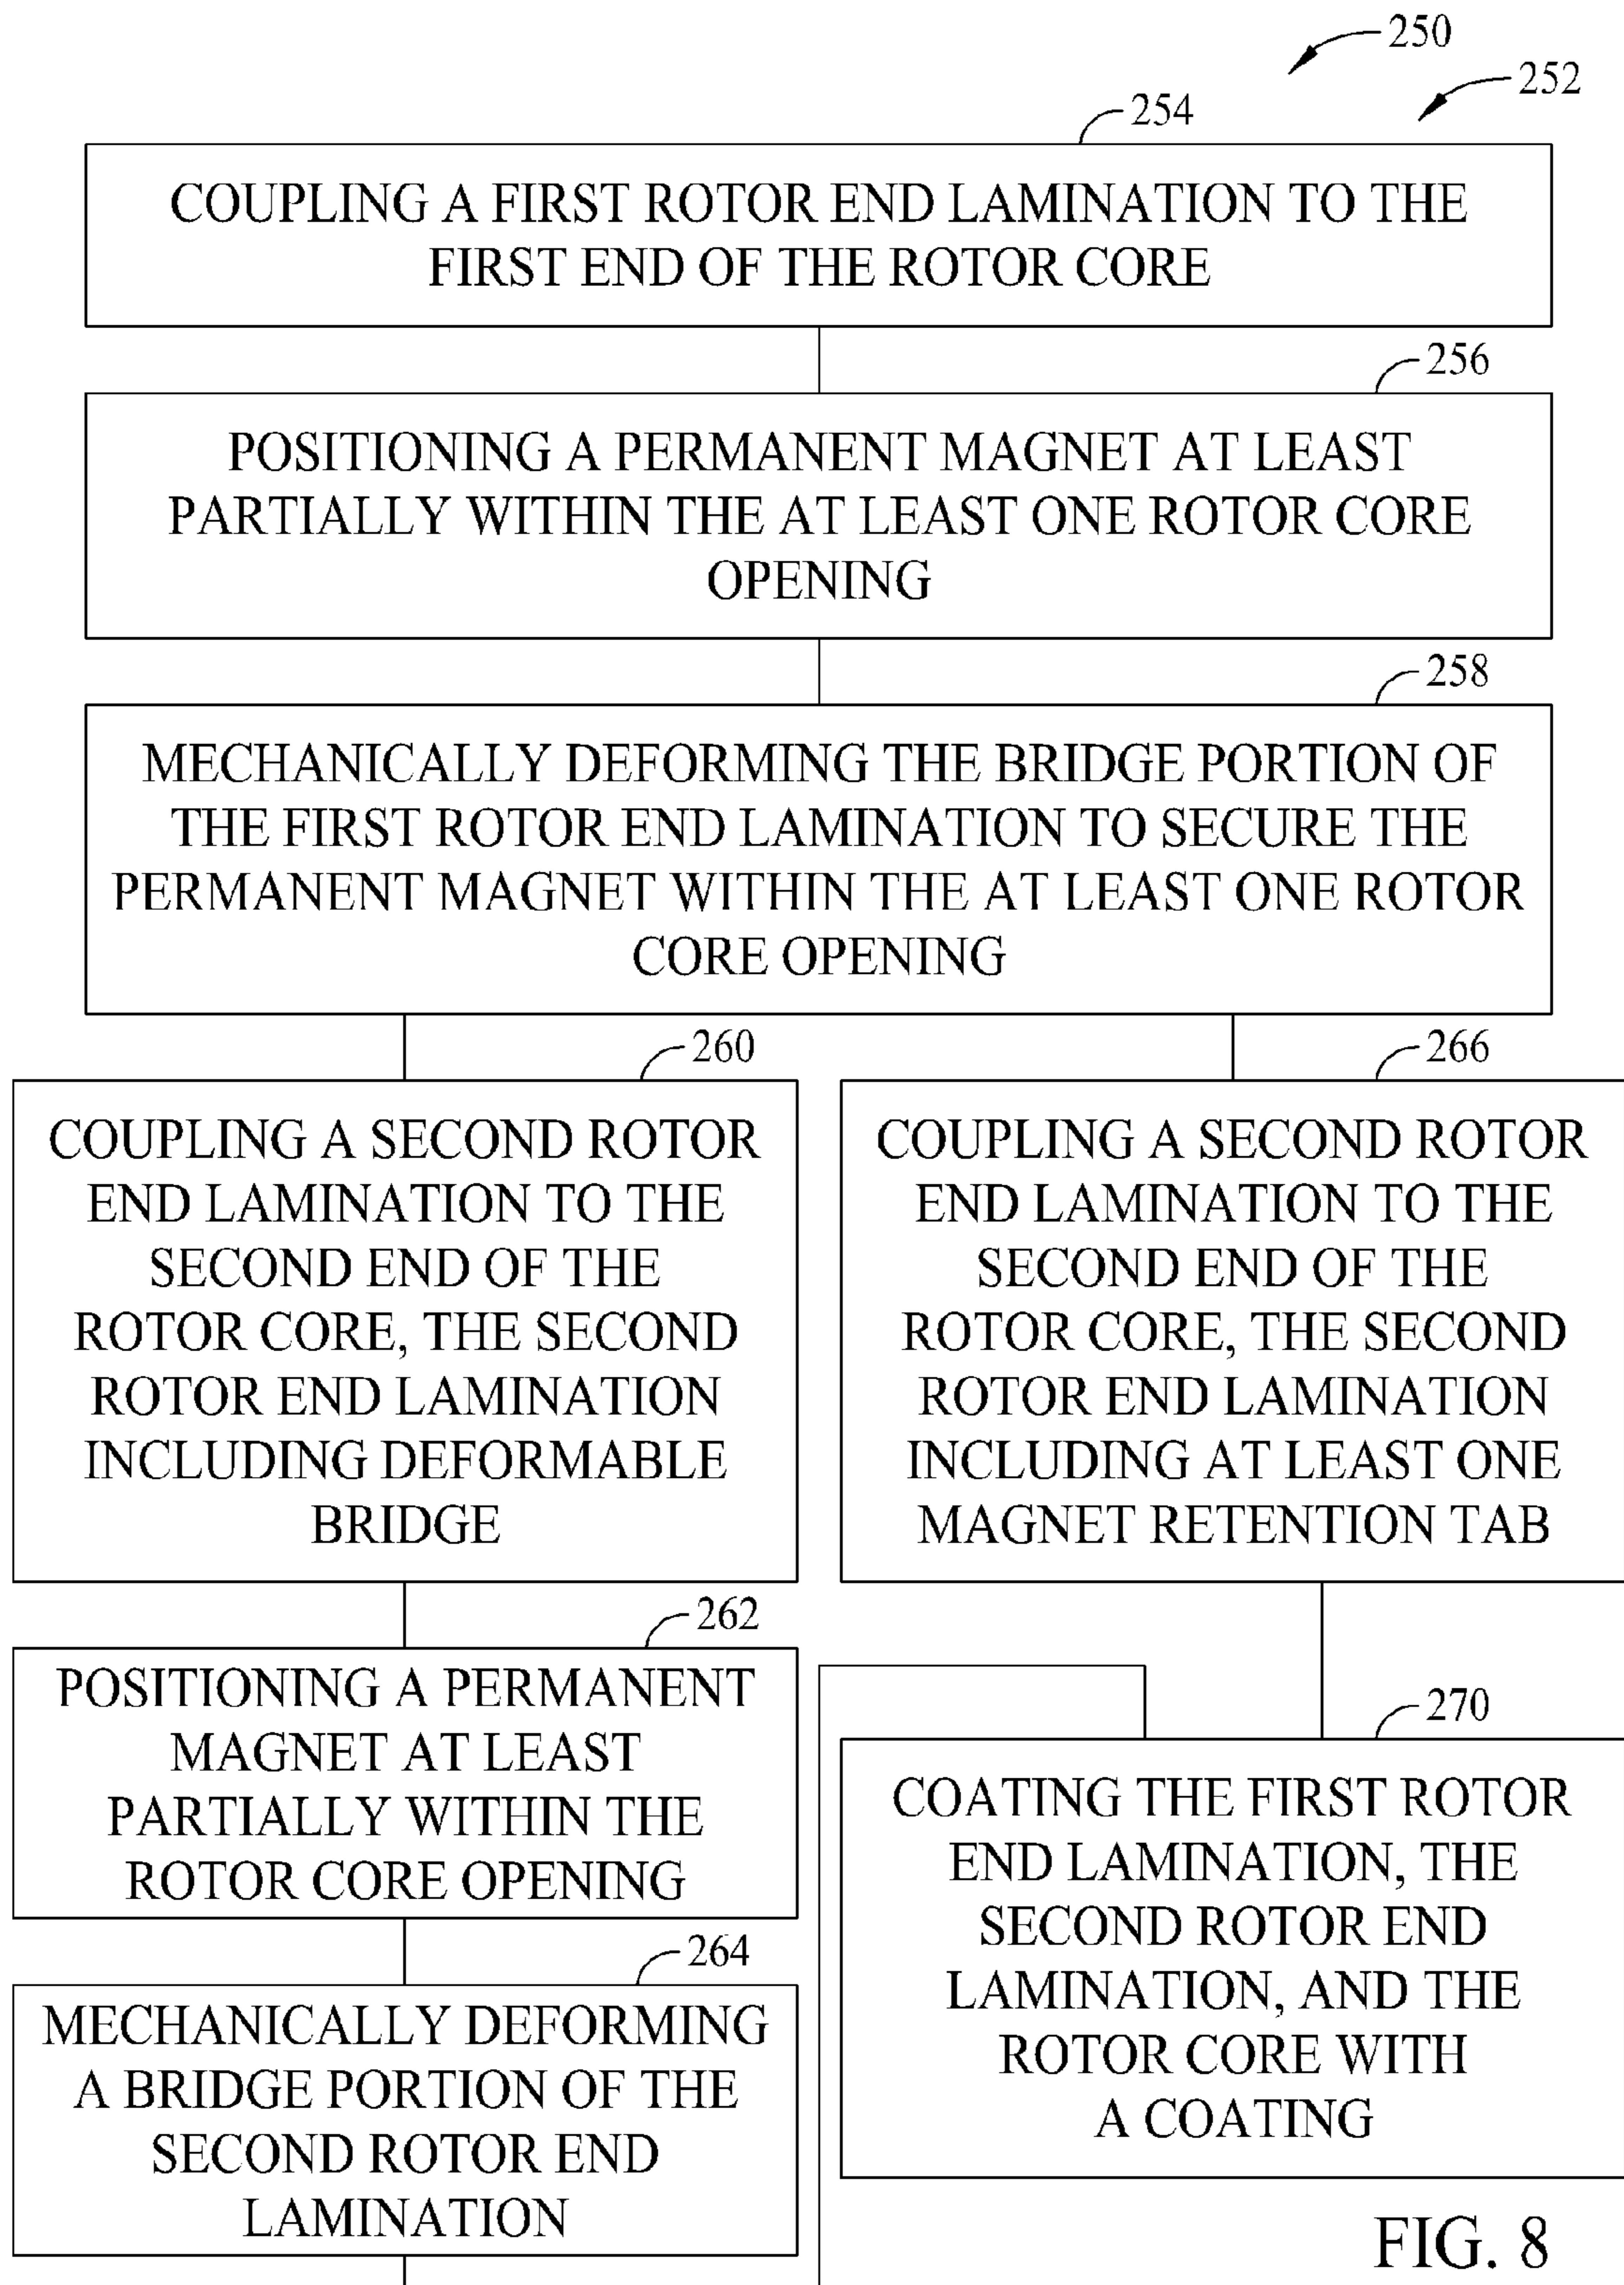 250
252
254
COUPLING A FIRST ROTOR END LAMINATION TO THE
FIRST END OF THE ROTOR CORE
256
POSITIONING A PERMANENT MAGNET AT LEAST
PARTIALLY WITHIN THE AT LEAST ONE ROTOR CORE
OPENING
258
MECHANICALLY DEFORMING THE BRIDGE PORTION OF
THE FIRST ROTOR END LAMINATION TO SECURE THE
PERMANENT MAGNET WITHIN THE AT LEAST ONE ROTOR
CORE OPENING
260
COUPLING A SECOND ROTOR
END LAMINATION TO THE
SECOND END OF THE
ROTOR CORE, THE SECOND
ROTOR END LAMINATION
INCLUDING DEFORMABLE
BRIDGE
266
COUPLING A SECOND ROTOR
END LAMINATION TO THE
SECOND END OF THE
ROTOR CORE, THE SECOND
ROTOR END LAMINATION
INCLUDING AT LEAST ONE
MAGNET RETENTION TAB
262
POSITIONING A PERMANENT
MAGNET AT LEAST
PARTIALLY WITHIN THE
ROTOR CORE OPENING
264
MECHANICALLY DEFORMING
A BRIDGE PORTION OF THE
SECOND ROTOR END
LAMINATION
270
COATING THE FIRST ROTOR
END LAMINATION, THE
SECOND ROTOR END
LAMINATION, AND THE
ROTOR CORE WITH
A COATING
FIG. 8